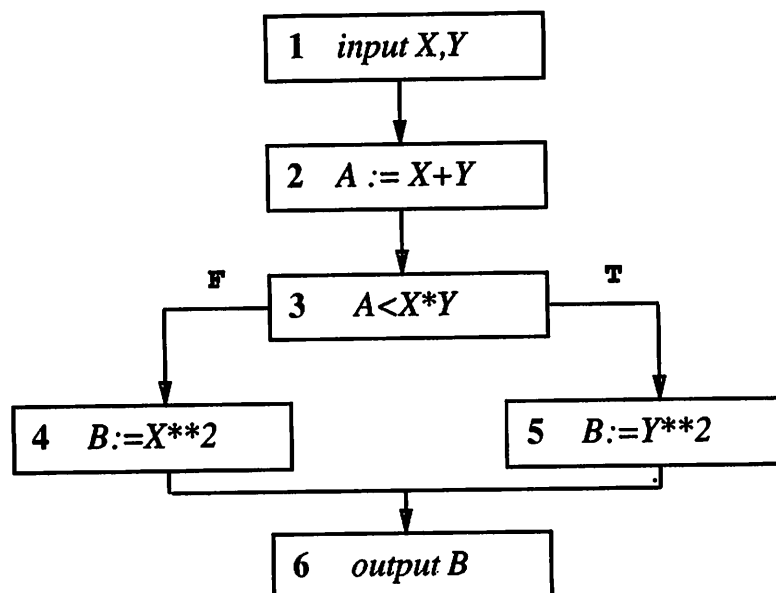 1 input X,Y
2 A := X+Y
F
T
3 A<X*Y
4 B:=X**2
5 B:=Y**2
6 output B